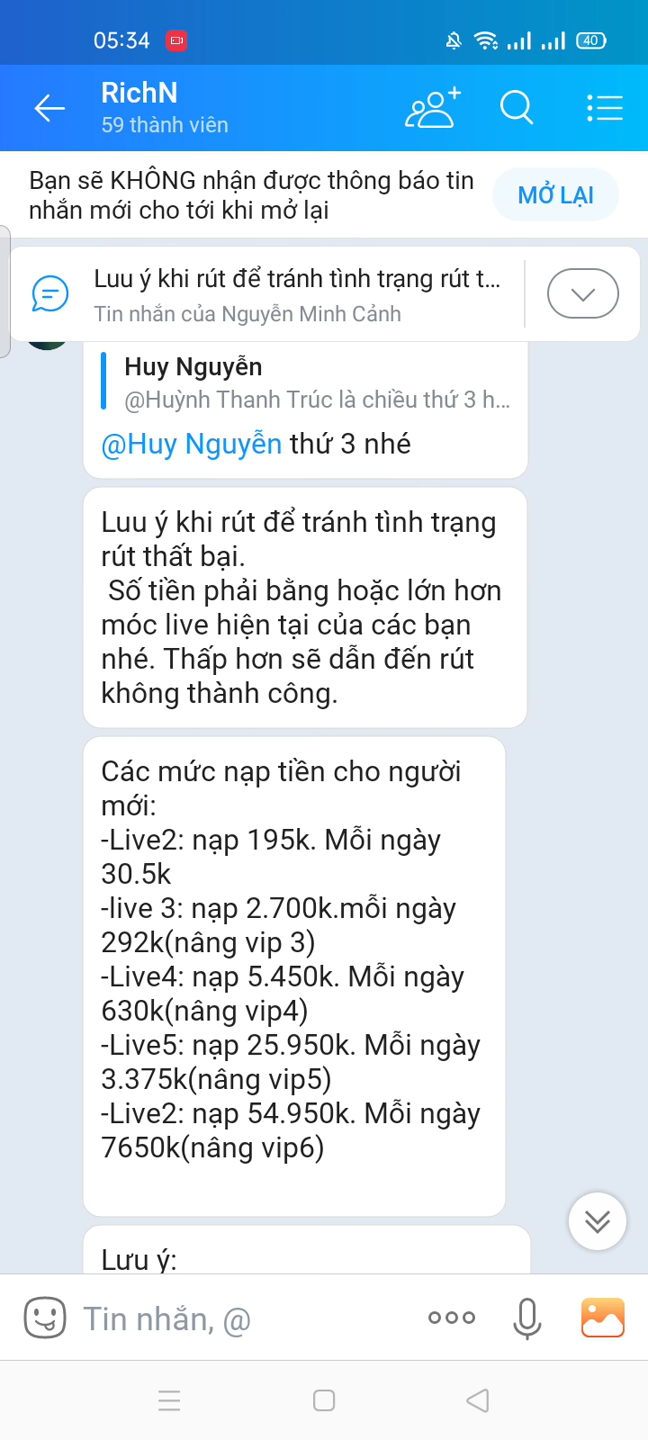 05:34
40
RichN
59 thành viên
Bạn sẽ KHÔNG nhận được thông báo tin
nhắn mới cho tới khi mở lại
MỞ LẠI
Luu ý khi rút để tránh tình trạng rút t...
Tin nhắn của Nguyễn Minh Cảnh
Huy Nguyễn
@Huỳnh Thanh Trúc là chiều thứ 3 h...
@Huy Nguyễn thứ 3 nhé
Luu ý khi rút để tránh tình trạng
rút thất bại.
Số tiền phải bằng hoặc lớn hơn
móc live hiện tại của các bạn
nhé. Thấp hơn sẽ dẫn đến rút
không thành công.
Các mức nạp tiền cho người
mới:
-Live2: nạp 195k. Mỗi ngày
30.5k
-live 3: nạp 2.700k.mỗi ngày
292k(nâng vip 3)
-Live4: nạp 5.450k. Mỗi ngày
630k(nâng vip4)
-Live5: nạp 25.950k. Mỗi ngày
3.375k(nâng vip5)
-Live2: nạp 54.950k. Mỗi ngày
7650k(nâng vip6)
Lưu ý:
Tin nhắn, @